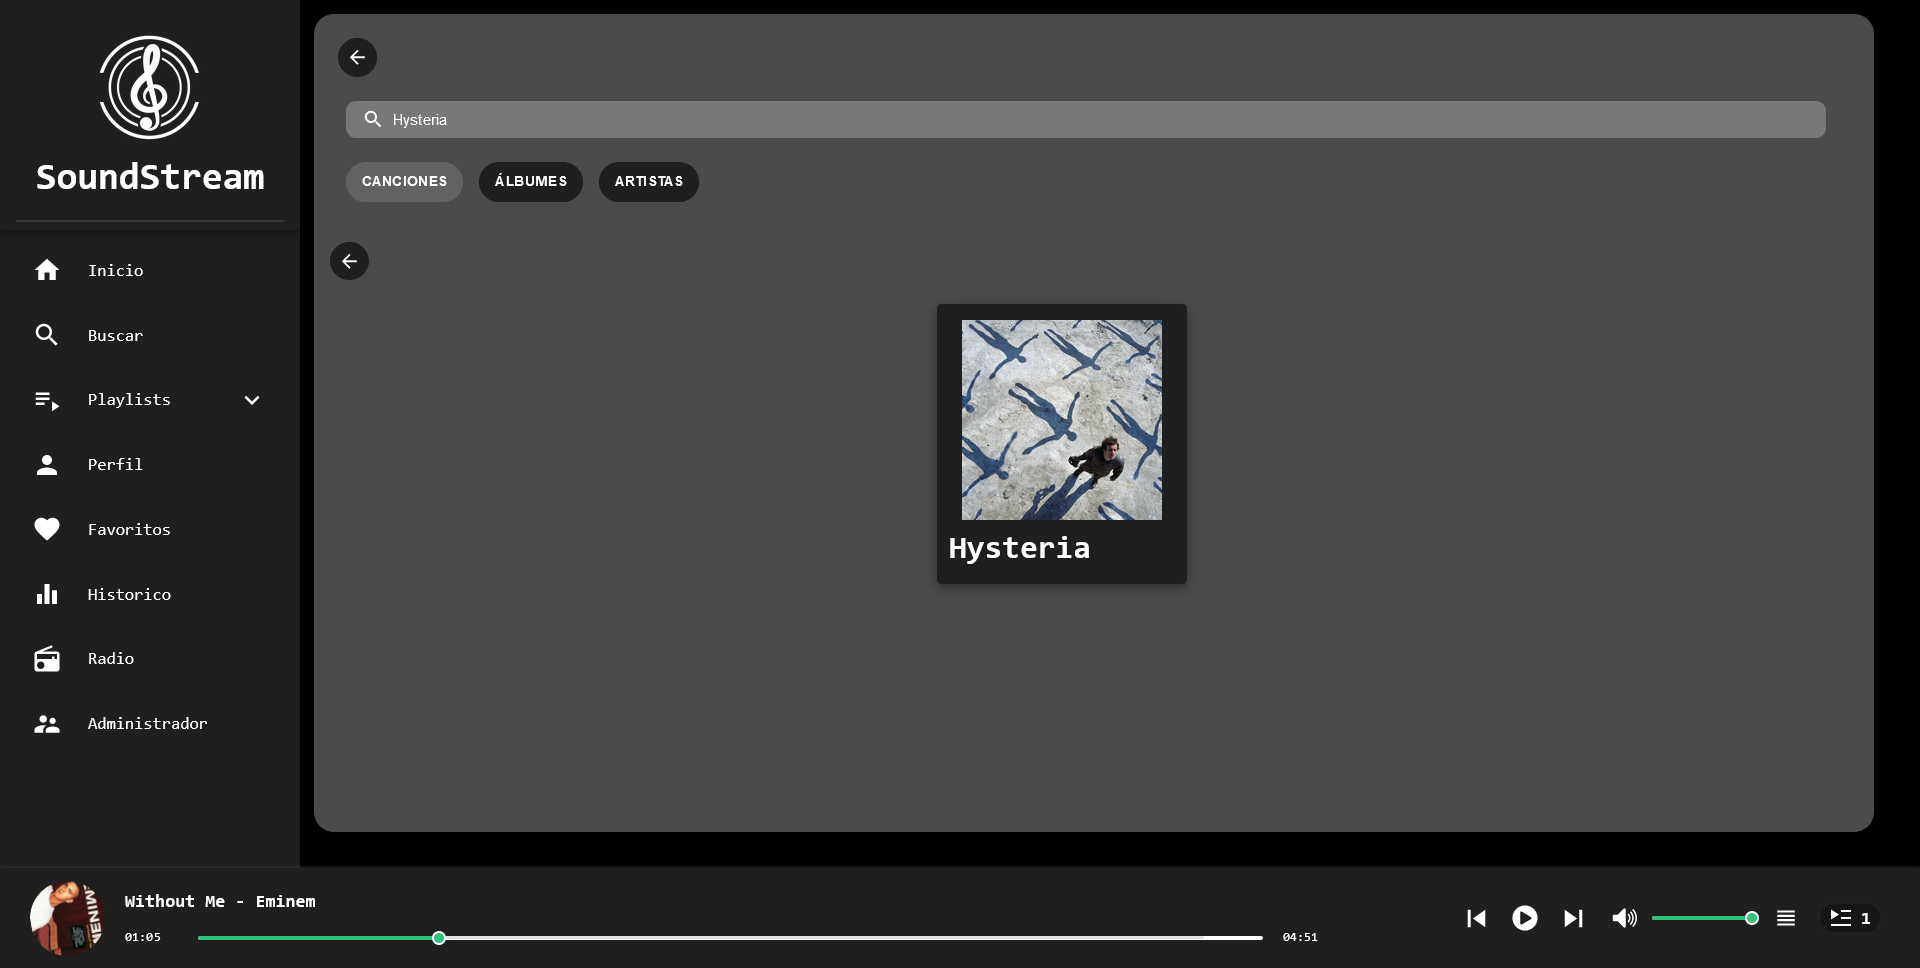 SoundStream
Inicio
Buscar
Playlists
Perfil
Favoritos
Historico
Radio
Administrador
Hysteria
CANCIONES
ÁLBUMES
ARTISTAS
Hysteria
Without Me - Eminem
01:05
04:51
1